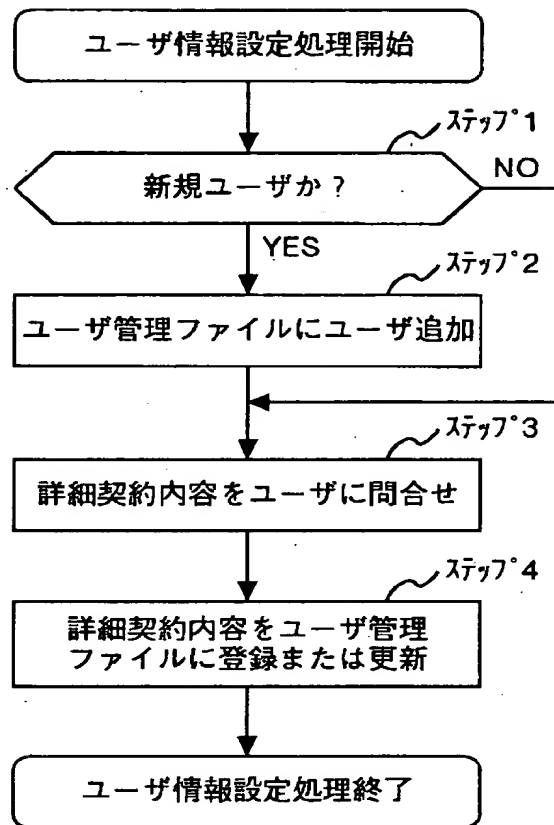 ユーザ情報設定処理開始
ステップ1
新規ユーザか？
NO
YES
ステップ2
ユーザ管理ファイルにユーザ追加
ステップ3
詳細契約内容をユーザに問合せ
ステップ4
詳細契約内容をユーザ管理
ファイルに登録または更新
ユーザ情報設定処理終了